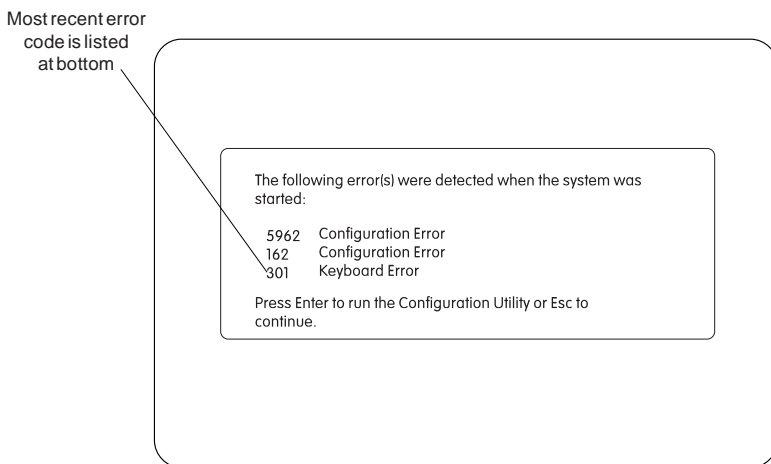 Most recent error
code is listed
at bottom
The following error(s) were detected when the system was
started:
5962 Configuration Error
162 Configuration Error
301 Keyboard Error
Press Enter to run the Configuration Utility or Esc to
continue.